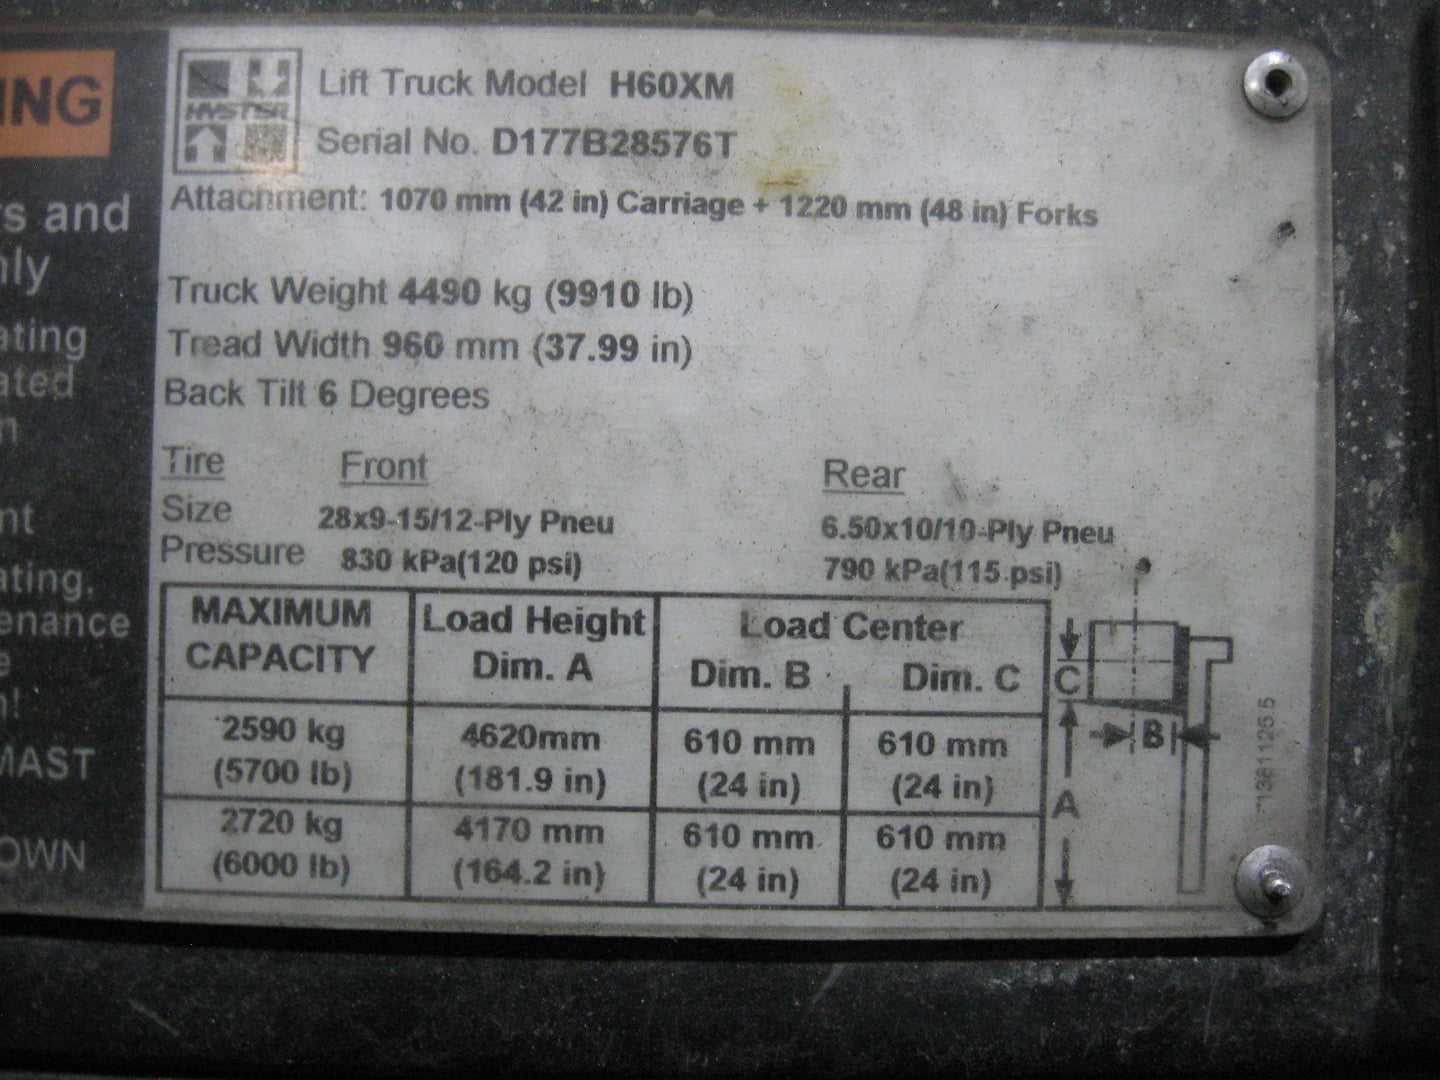 ING
rs and
nly
ating
ated
n
nt
ating,
enance
e
n!
MAST
OWN
HYSTER
Lift Truck Model H60XM
Serial No. D177B28576T
Attachment: 1070 mm (42 in) Carriage + 1220 mm (48 in) Forks
Truck Weight 4490 kg (9910 lb)
Tread Width 960 mm (37.99 in)
Back Tilt 6 Degrees
Tire Front Rear
Size 28x9-15/12-Ply Pneu 6.50x10/10-Ply Pneu
Pressure 830 kPa(120 psi) 790 kPa(115 psi)
MAXIMUM Load Height Load Center
CAPACITY Dim. A Dim. B Dim. C
2590 kg 4620mm 610 mm 610 mm
(5700 lb) (181.9 in) (24 in) (24 in)
2720 kg 4170 mm 610 mm 610 mm
(6000 lb) (164.2 in) (24 in) (24 in)
C
B
A